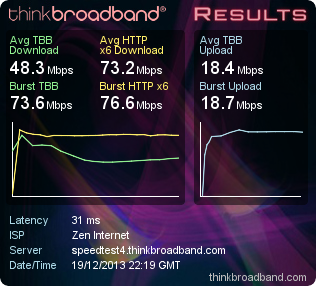 thinkbroadband® RESULTS
Avg TBB Download
Avg HTTP x6 Download
Avg TBB Upload
48.3 Mbps
73.2 Mbps
18.4 Mbps
Burst TBB
Burst HTTP x6
Burst Upload
73.6 Mbps
76.6 Mbps
18.7 Mbps
Latency 31 ms
ISP Zen Internet
Server speedtest4.thinkbroadband.com
Date/Time 19/12/2013 22:19 GMT
thinkbroadband.com